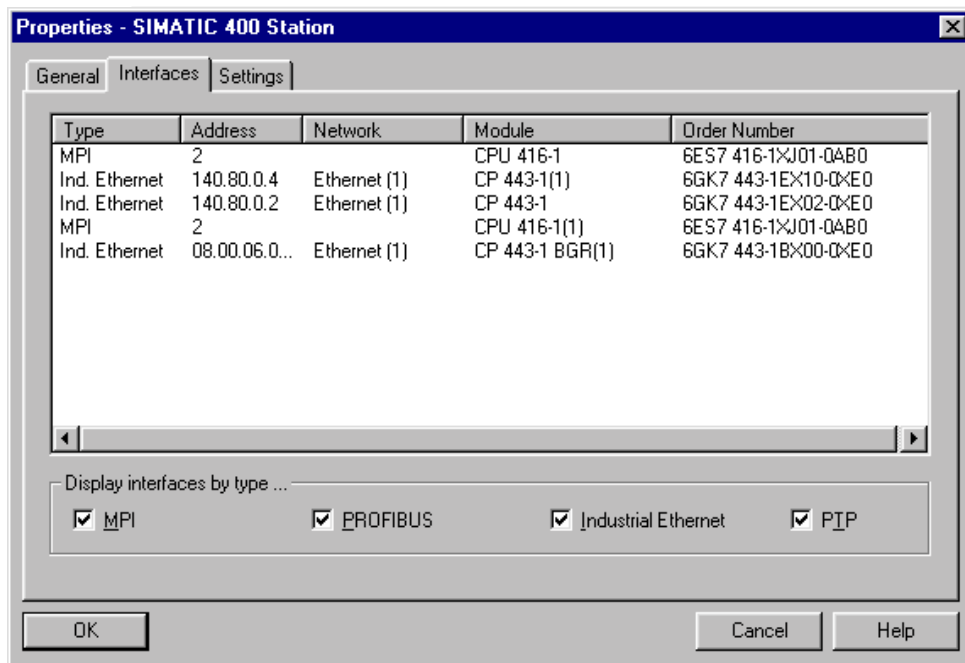 Properties - SIMATIC 400 Station
General Interfaces Settings
Type Address Network Module Order Number
MPI 2 CPU 416-1 6ES7 416-1XJ01-0AB0
Ind. Ethernet 140.80.0.4 Ethernet (1) CP 443-1(1) 6GK7 443-1EX10-0XE0
Ind. Ethernet 140.80.0.2 Ethernet (1) CP 443-1 6GK7 443-1EX02-0XE0
MPI 2 CPU 416-1(1) 6ES7 416-1XJ01-0AB0
Ind. Ethernet 08.00.06.0... Ethernet (1) CP 443-1 BGR(1) 6GK7 443-1BX00-0XE0
Display interfaces by type ...
MPI PROFIBUS Industrial Ethernet PTP
OK Cancel Help